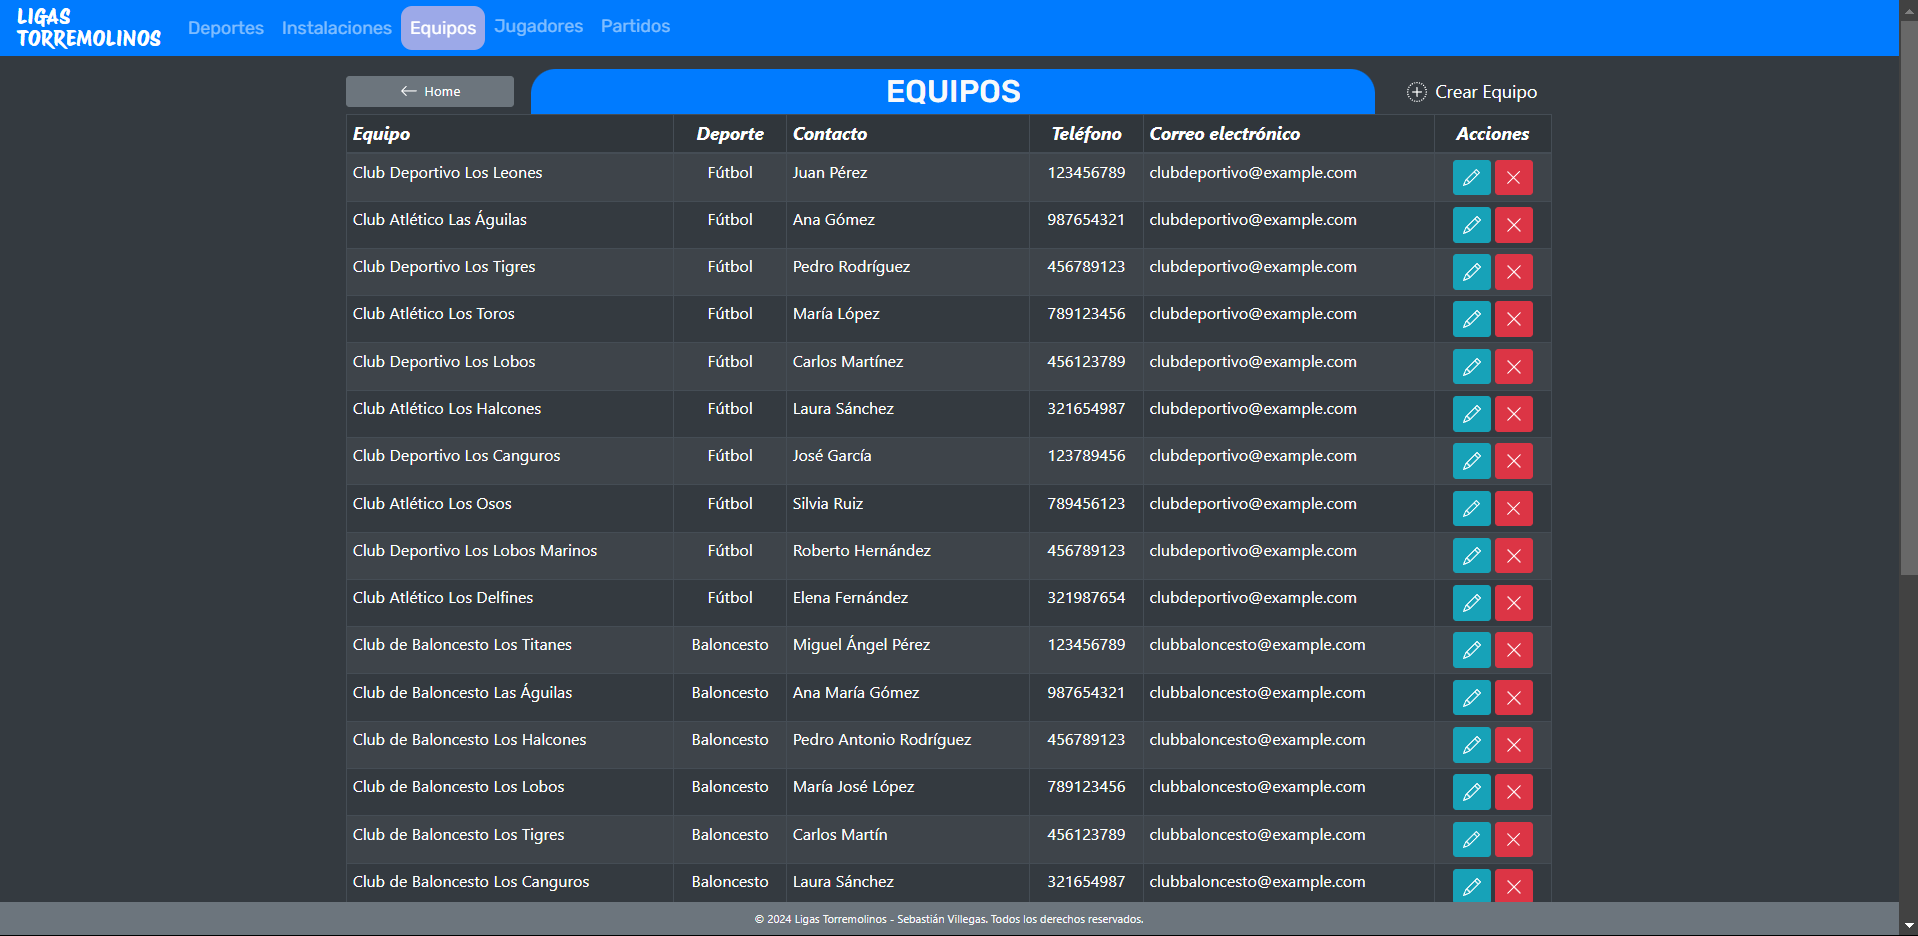 LIGAS
TORREMOLINOS
Deportes Instalaciones Equipos Jugadores Partidos
Home EQUIPOS Crear Equipo
Equipo Deporte Contacto Teléfono Correo electrónico Acciones
Club Deportivo Los Leones Fútbol Juan Pérez 123456789 clubdeportivo@example.com
Club Atlético Las Águilas Fútbol Ana Gómez 987654321 clubdeportivo@example.com
Club Deportivo Los Tigres Fútbol Pedro Rodríguez 456789123 clubdeportivo@example.com
Club Atlético Los Toros Fútbol María López 789123456 clubdeportivo@example.com
Club Deportivo Los Lobos Fútbol Carlos Martínez 456123789 clubdeportivo@example.com
Club Atlético Los Halcones Fútbol Laura Sánchez 321654987 clubdeportivo@example.com
Club Deportivo Los Canguros Fútbol José García 123789456 clubdeportivo@example.com
Club Atlético Los Osos Fútbol Silvia Ruiz 789456123 clubdeportivo@example.com
Club Deportivo Los Lobos Marinos Fútbol Roberto Hernández 456789123 clubdeportivo@example.com
Club Atlético Los Delfines Fútbol Elena Fernández 321987654 clubdeportivo@example.com
Club de Baloncesto Los Titanes Baloncesto Miguel Ángel Pérez 123456789 clubbaloncesto@example.com
Club de Baloncesto Las Águilas Baloncesto Ana María Gómez 987654321 clubbaloncesto@example.com
Club de Baloncesto Los Halcones Baloncesto Pedro Antonio Rodríguez 456789123 clubbaloncesto@example.com
Club de Baloncesto Los Lobos Baloncesto María José López 789123456 clubbaloncesto@example.com
Club de Baloncesto Los Tigres Baloncesto Carlos Martín 456123789 clubbaloncesto@example.com
Club de Baloncesto Los Canguros Baloncesto Laura Sánchez 321654987 clubbaloncesto@example.com
© 2024 Ligas Torremolinos - Sebastián Villegas. Todos los derechos reservados.